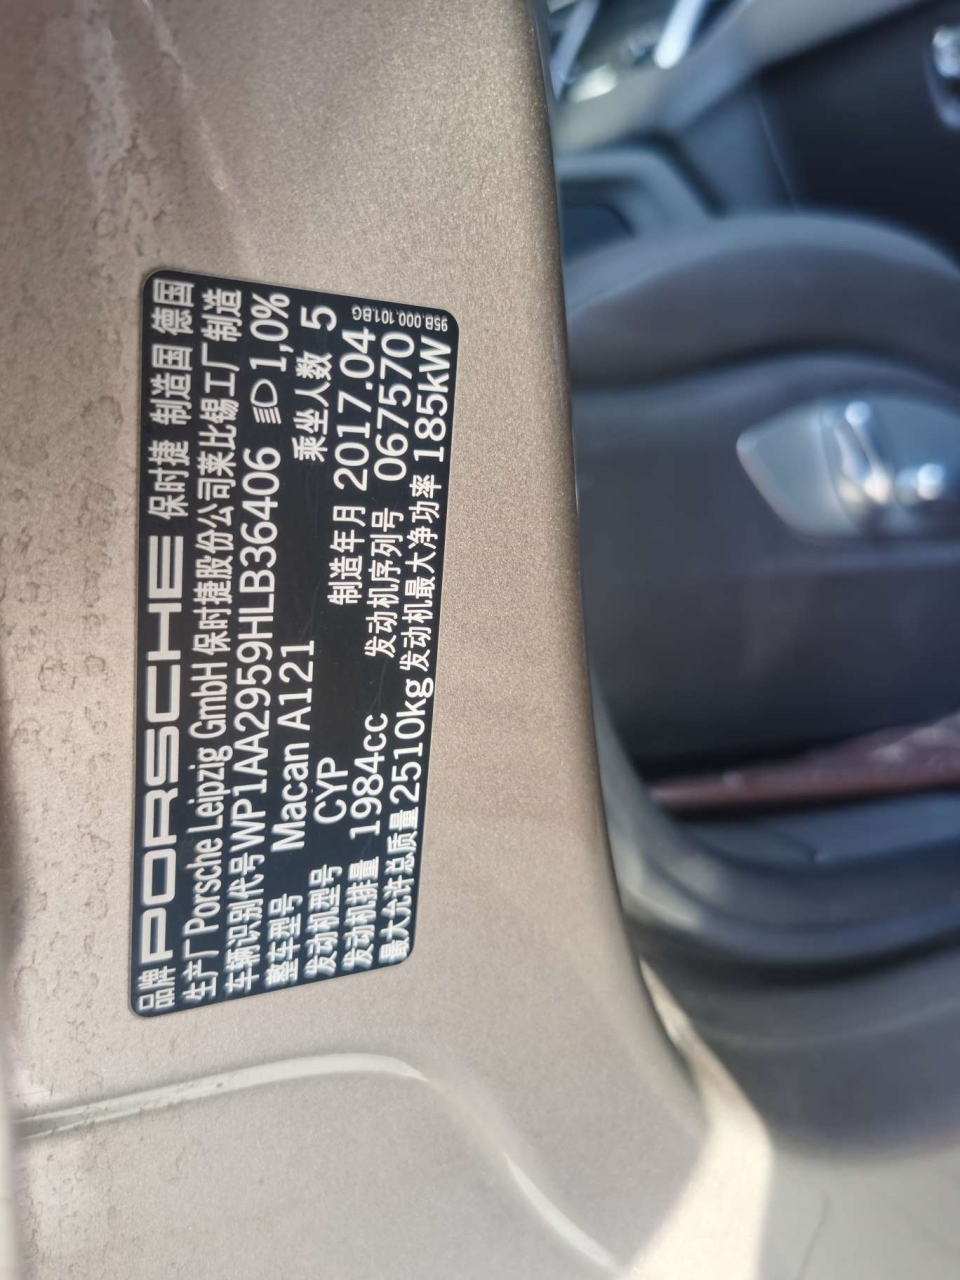 品牌 PORSCHE 保时捷 制造国 德国
生产厂 Porsche Leipzig GmbH 保时捷股份公司莱比锡工厂制造
车辆识别代号 WP1AA2959HLB36406 1,0%
整车型号 Macan A121 乘坐人数 5
发动机型号 CYP 制造年月 2017.04
发动机排量 1984cc 发动机序列号 067570
最大允许总质量 2510kg 发动机最大净功率 185kW
95B.000.101.BG